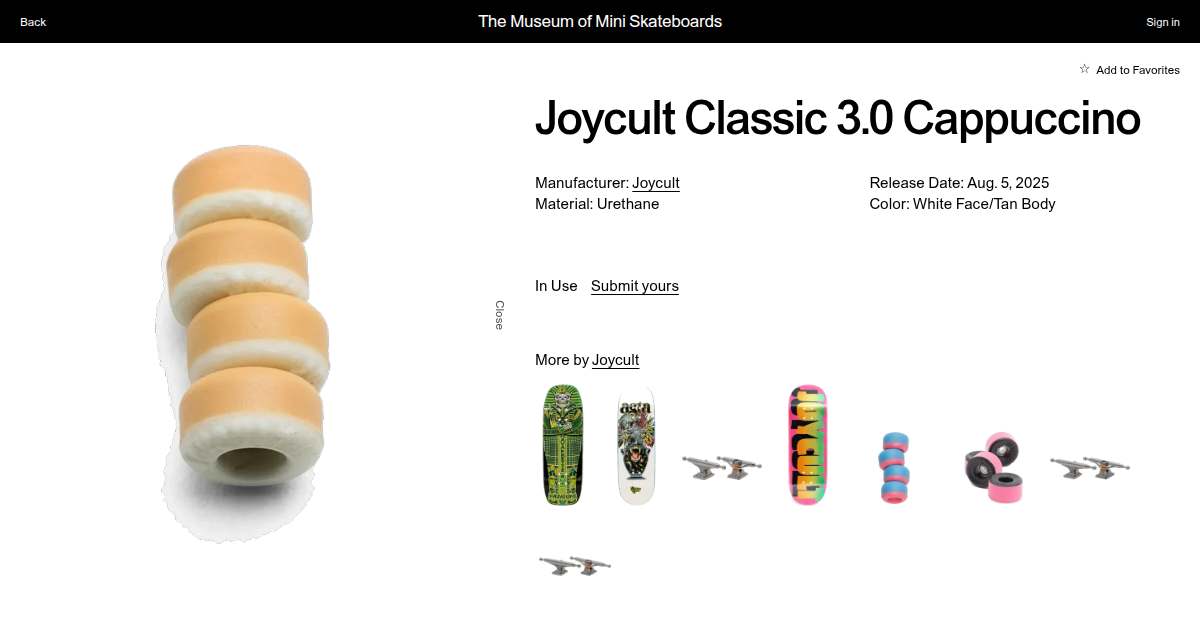 Back
The Museum of Mini Skateboards
Sign in
☆ Add to Favorites
Joycult Classic 3.0 Cappuccino
Manufacturer: Joycult
Material: Urethane
Release Date: Aug. 5, 2025
Color: White Face/Tan Body
In Use Submit yours
Close
More by Joycult
asta
JOYCULT